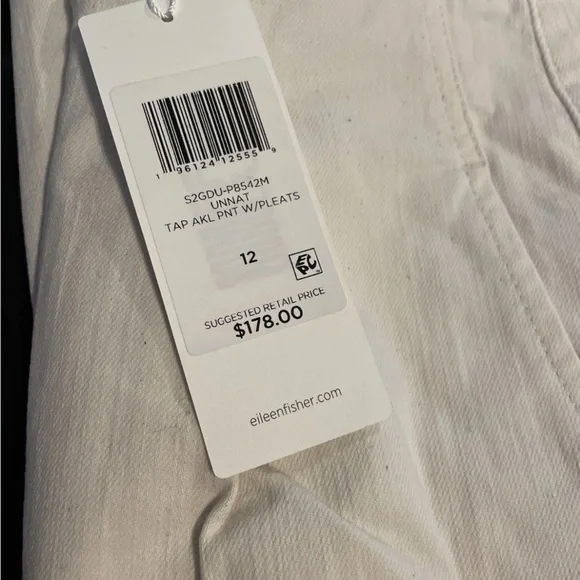 1 96124 12555 9
S2GDU-P8542M
UNNAT
TAP AKL PNT W/PLEATS
12
EPC
SUGGESTED RETAIL PRICE
$178.00
eileenfisher.com